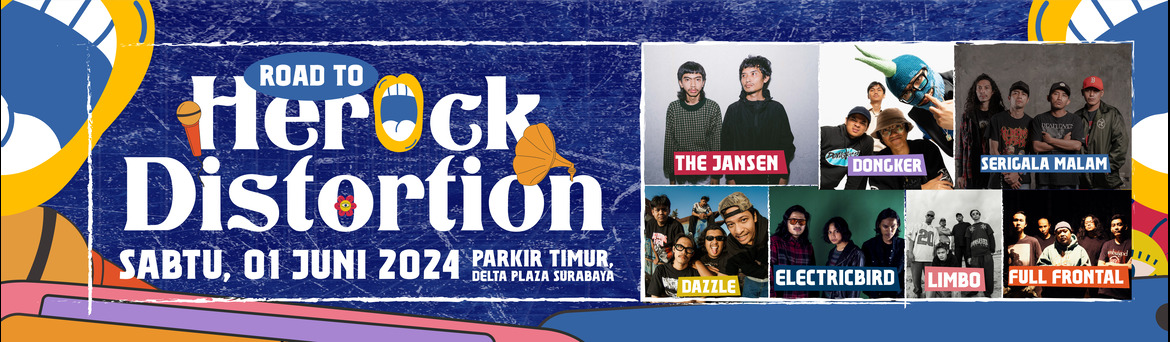 ROAD TO
Herock
Distortion
SABTU, 01 JUNI 2024
PARKIR TIMUR,
DELTA PLAZA SURABAYA
THE JANSEN
DONGKER
SERIGALA MALAM
DAZZLE
ELECTRICBIRD
LIMBO
FULL FRONTAL